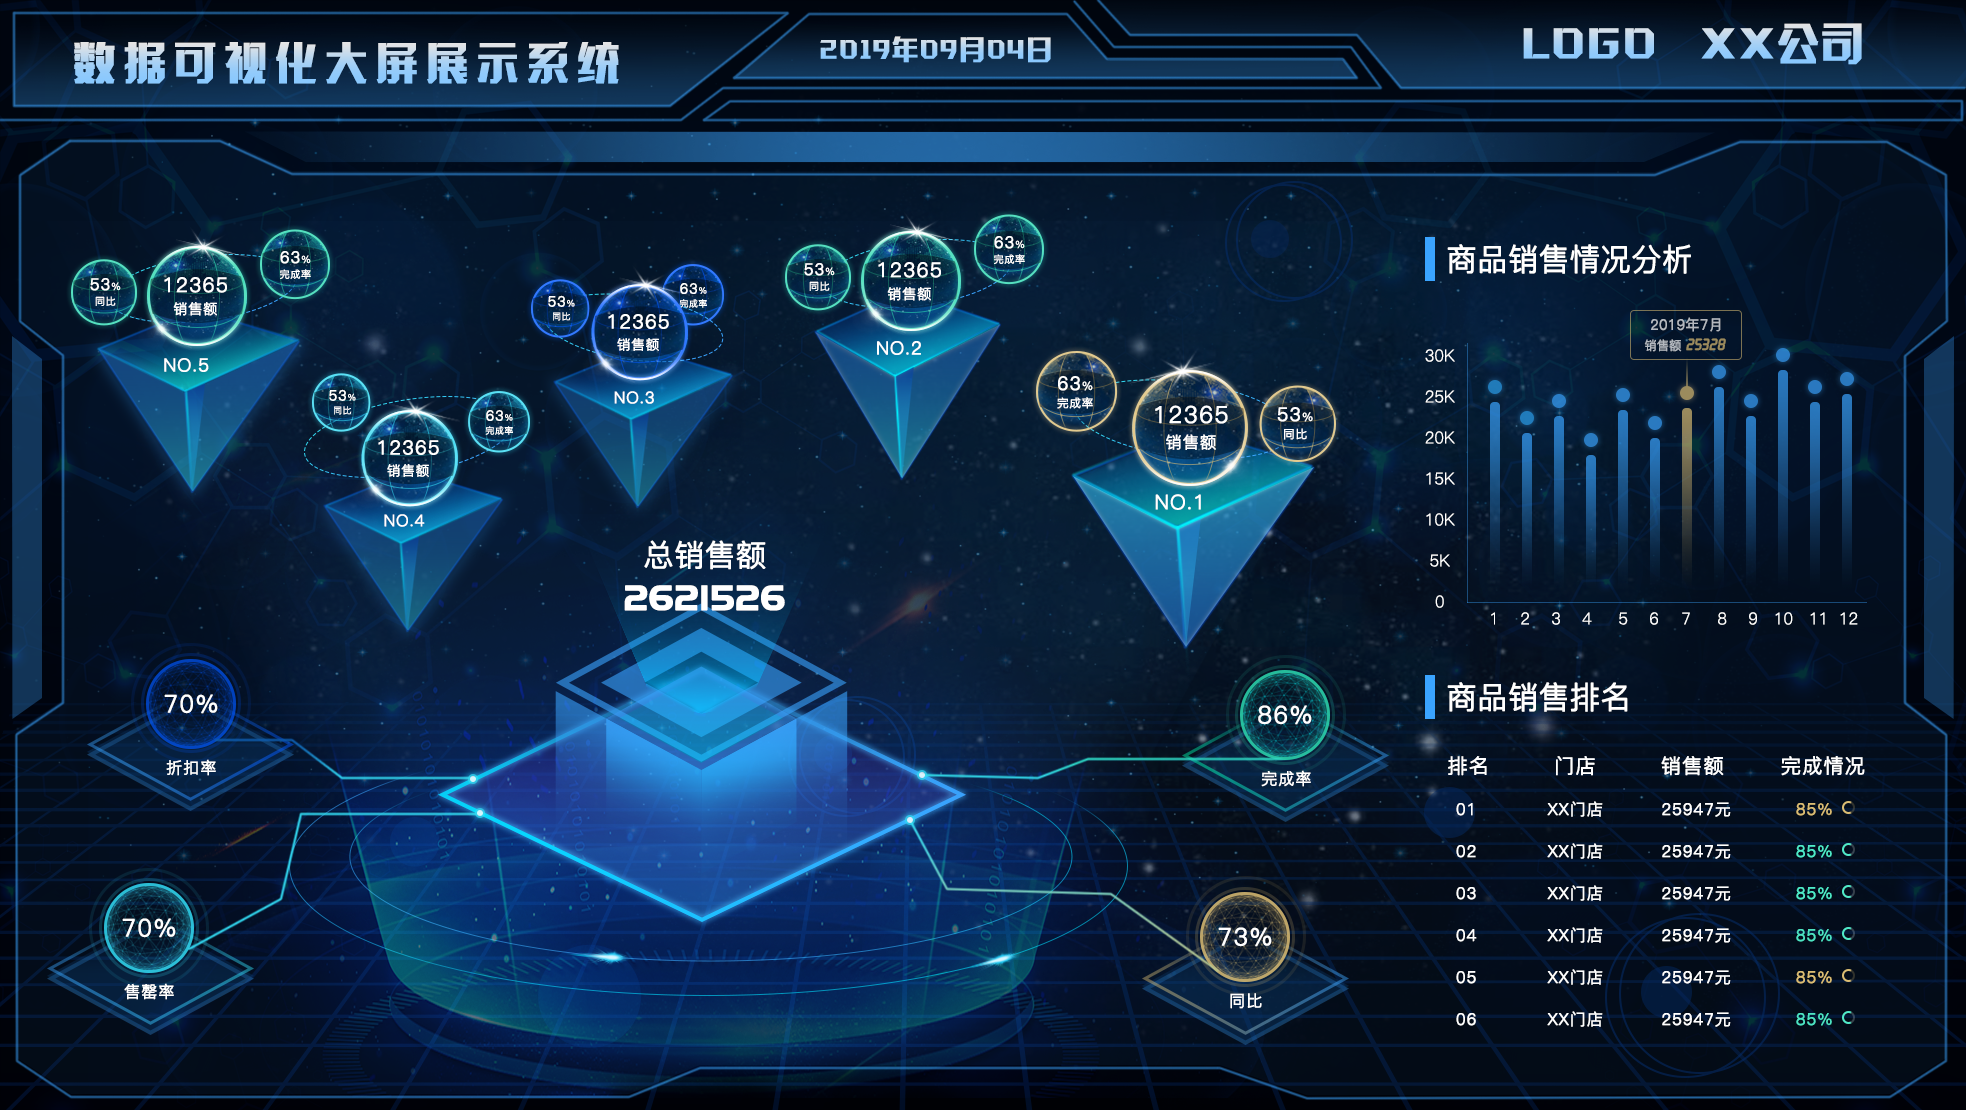 数据可视化大屏展示系统
2019年09月04日
LOGO XX公司
53%
同比
12365
销售额
63%
完成率
NO.5
53%
同比
12365
销售额
63%
完成率
NO.4
53%
同比
12365
销售额
63%
完成率
NO.3
53%
同比
12365
销售额
63%
完成率
NO.2
63%
完成率
12365
销售额
53%
同比
NO.1
总销售额
2621526
70%
折扣率
70%
售罄率
86%
完成率
73%
同比
商品销售情况分析
2019年7月
销售额 25328
30K
25K
20K
15K
10K
5K
0
1 2 3 4 5 6 7 8 9 10 11 12
商品销售排名
排名 门店 销售额 完成情况
01 XX门店 25947元 85%
02 XX门店 25947元 85%
03 XX门店 25947元 85%
04 XX门店 25947元 85%
05 XX门店 25947元 85%
06 XX门店 25947元 85%